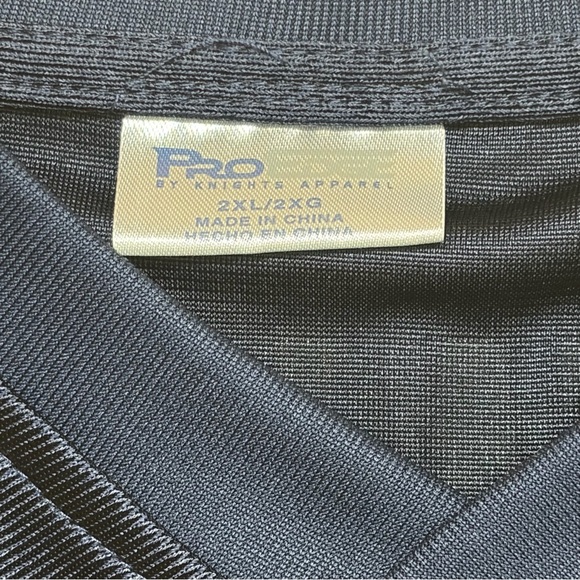 PRO
BY KNIGHTS APPAREL
2XL/2XG
MADE IN CHINA
HECHO EN CHINA